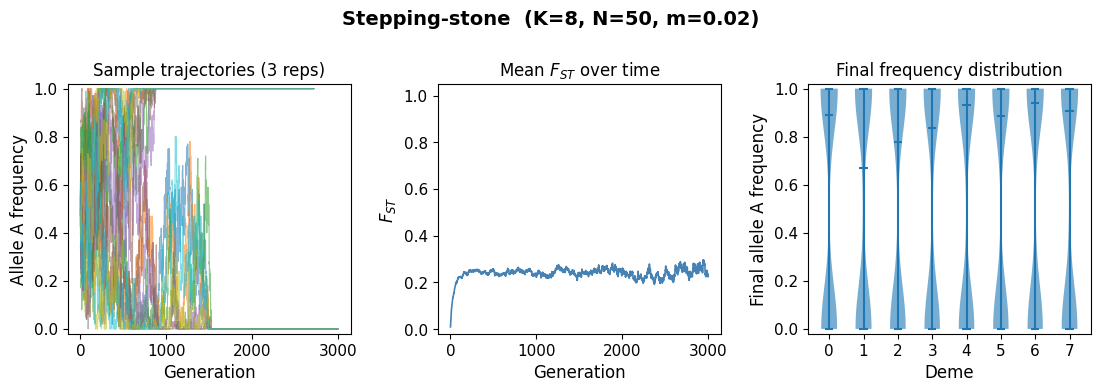 Stepping-stone (K=8, N=50, m=0.02)
Sample trajectories (3 reps)
Allele A frequency
1.0
0.8
0.6
0.4
0.2
0.0
0 1000 2000 3000
Generation
Mean F_ST over time
F_ST
1.0
0.8
0.6
0.4
0.2
0.0
0 1000 2000 3000
Generation
Final frequency distribution
Final allele A frequency
1.0
0.8
0.6
0.4
0.2
0.0
0 1 2 3 4 5 6 7
Deme